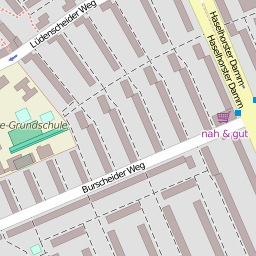 Lüdenscheider Weg
Haselhorster Damm
Haselhorster Damm
e-Grundschule
nah & gut
Burscheider Weg